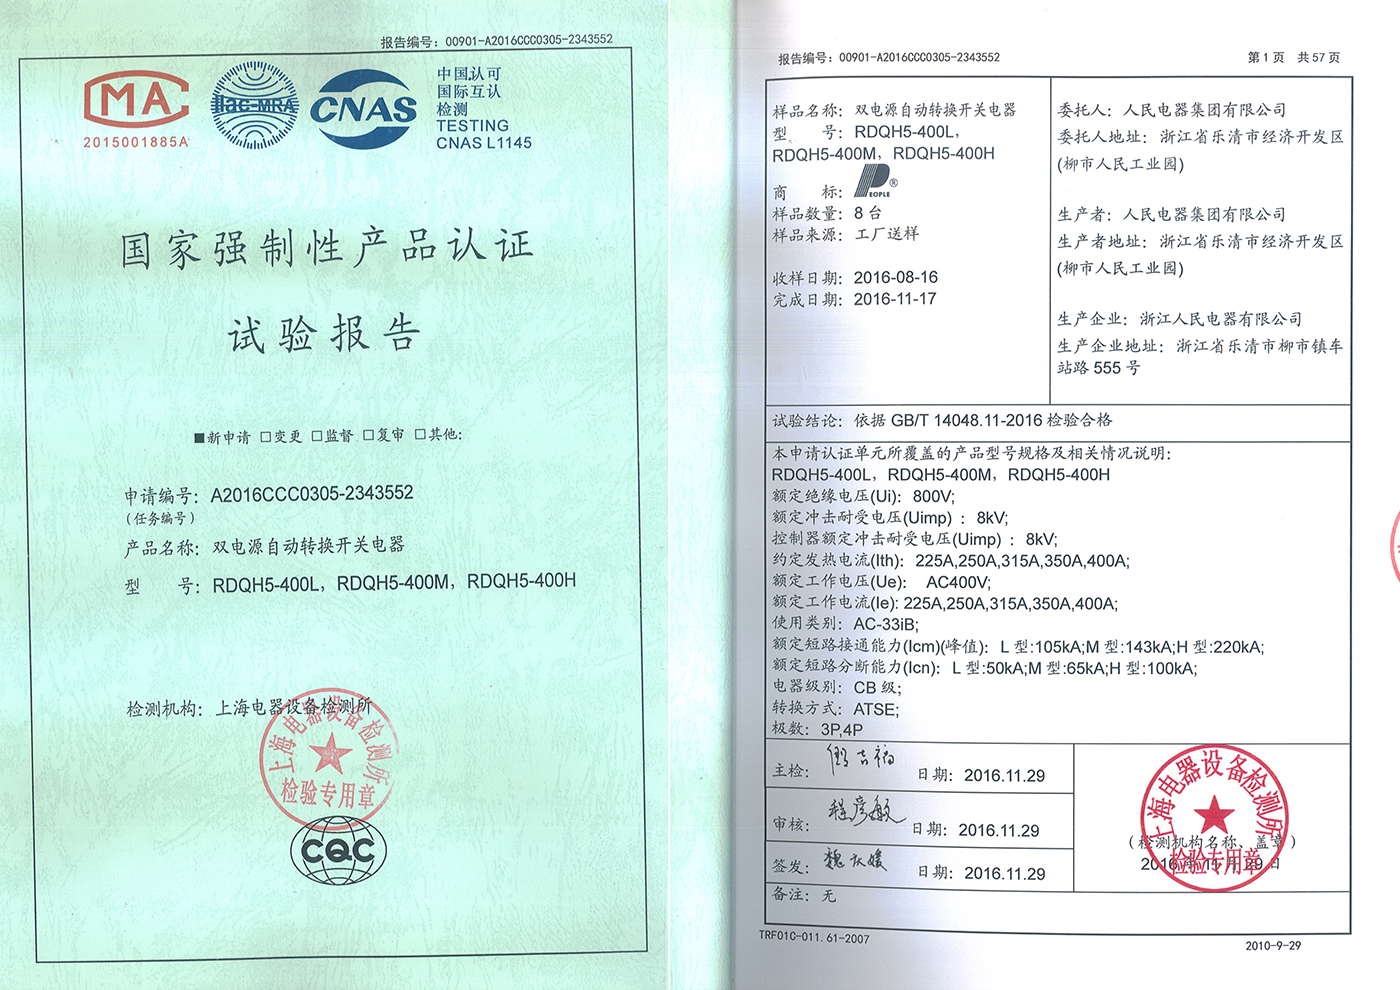 报告编号：00901-A2016CCC0305-2343552
MA
2015001885A
ilac-MRA
CNAS
中国认可
国际互认
检测
TESTING
CNAS L1145
国家强制性产品认证
试验报告
■新申请 □变更 □监督 □复审 □其他:
申请编号：A2016CCC0305-2343552
（任务编号）
产品名称：双电源自动转换开关电器
型 号：RDQH5-400L，RDQH5-400M，RDQH5-400H
检测机构：上海电器设备检测所
上海电器设备检测所
检验专用章
CQC
报告编号：00901-A2016CCC0305-2343552
第 1 页 共 57 页
样品名称：双电源自动转换开关电器
型 号：RDQH5-400L，
RDQH5-400M，RDQH5-400H
商 标：PEOPLE ®
样品数量：8 台
样品来源：工厂送样
收样日期：2016-08-16
完成日期：2016-11-17
委托人：人民电器集团有限公司
委托人地址：浙江省乐清市经济开发区
(柳市人民工业园)
生产者：人民电器集团有限公司
生产者地址：浙江省乐清市经济开发区
(柳市人民工业园)
生产企业：浙江人民电器有限公司
生产企业地址：浙江省乐清市柳市镇车
站路 555 号
试验结论：依据 GB/T 14048.11-2016 检验合格
本申请认证单元所覆盖的产品型号规格及相关情况说明：
RDQH5-400L，RDQH5-400M，RDQH5-400H
额定绝缘电压(Ui)：800V;
额定冲击耐受电压(Uimp) ：8kV;
控制器额定冲击耐受电压(Uimp) ：8kV;
约定发热电流(Ith)：225A,250A,315A,350A,400A;
额定工作电压(Ue)： AC400V;
额定工作电流(Ie): 225A,250A,315A,350A,400A;
使用类别：AC-33iB;
额定短路接通能力(Icm)(峰值)：L 型:105kA;M 型:143kA;H 型:220kA;
额定短路分断能力(Icn)：L 型:50kA;M 型:65kA;H 型:100kA;
电器级别：CB 级;
转换方式：ATSE;
极数：3P,4P
主检： 日期：2016.11.29
审核：程彦敏 日期：2016.11.29
签发： 日期：2016.11.29
上海电器设备检测所
（检测机构名称、盖章）
检验专用章
2016 年 11 月 29 日
备注：无
TRF01C-011.61-2007
2010-9-29